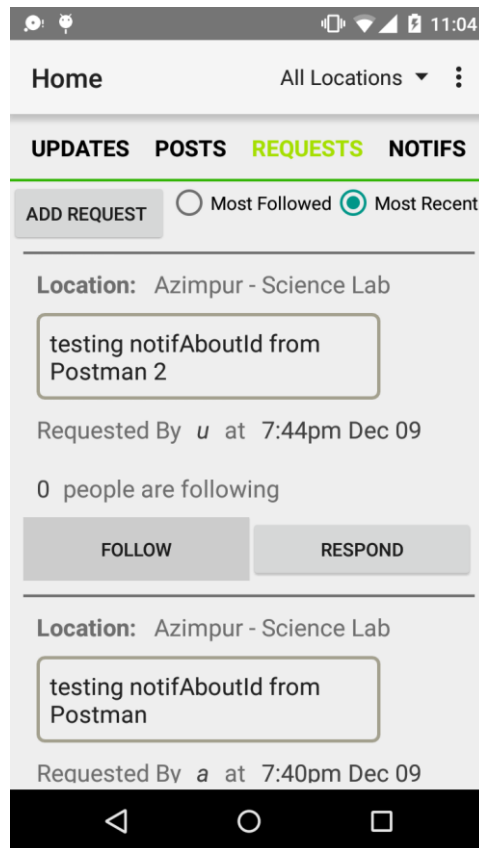 11:04
Home All Locations
UPDATES POSTS REQUESTS NOTIFS
ADD REQUEST Most Followed Most Recent
Location: Azimpur - Science Lab
testing notifAboutId from
Postman 2
Requested By u at 7:44pm Dec 09
0 people are following
FOLLOW RESPOND
Location: Azimpur - Science Lab
testing notifAboutId from
Postman
Requested By a at 7:40pm Dec 09